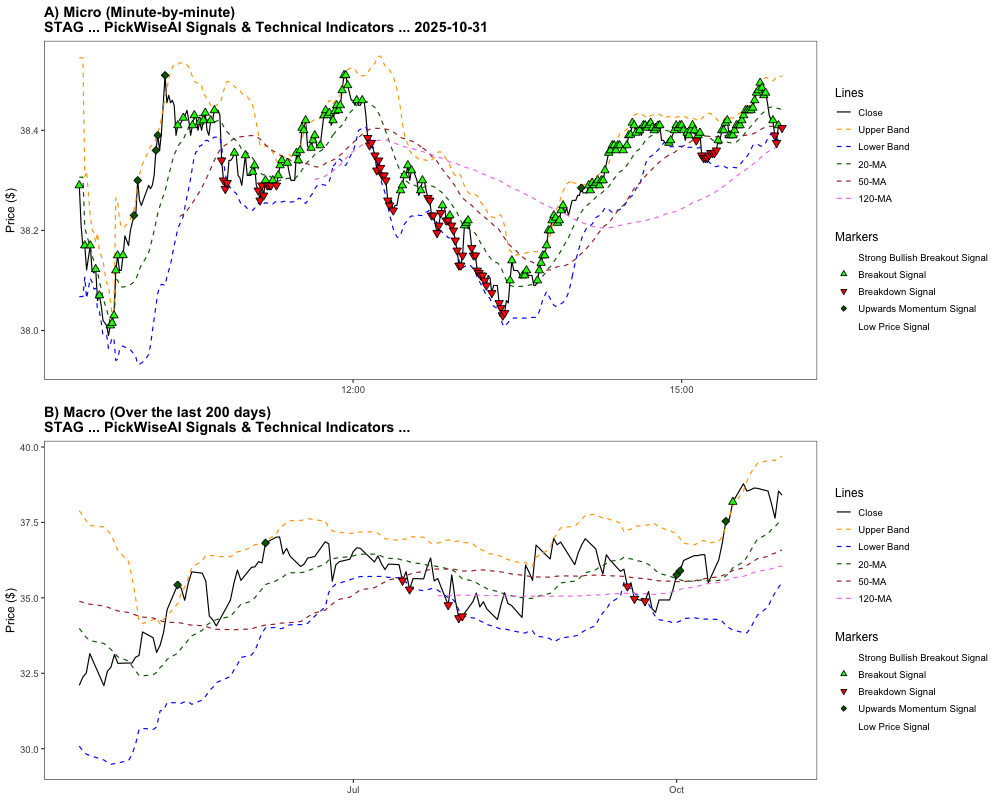 A) Micro (Minute-by-minute)
STAG ... PickWiseAI Signals & Technical Indicators ... 2025-10-31
Price ($)
38.4
38.2
38.0
12:00
15:00
Lines
Close
Upper Band
Lower Band
20-MA
50-MA
120-MA
Markers
Strong Bullish Breakout Signal
Breakout Signal
Breakdown Signal
Upwards Momentum Signal
Low Price Signal
B) Macro (Over the last 200 days)
STAG ... PickWiseAI Signals & Technical Indicators ...
Price ($)
40.0
37.5
35.0
32.5
30.0
Jul
Oct
Lines
Close
Upper Band
Lower Band
20-MA
50-MA
120-MA
Markers
Strong Bullish Breakout Signal
Breakout Signal
Breakdown Signal
Upwards Momentum Signal
Low Price Signal